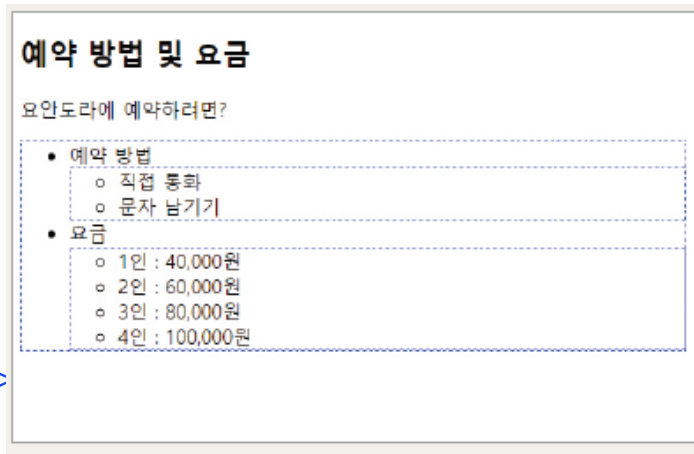 예약 방법 및 요금
요안도라에 예약하려면?
• 예약 방법
○ 직접 통화
○ 문자 남기기
• 요금
○ 1인 : 40,000원
○ 2인 : 60,000원
○ 3인 : 80,000원
○ 4인 : 100,000원
>